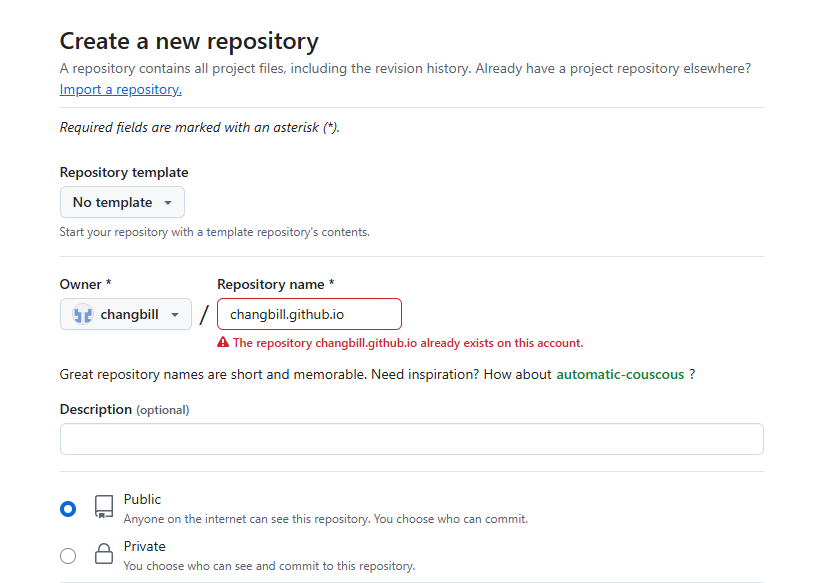 Create a new repository
A repository contains all project files, including the revision history. Already have a project repository elsewhere?
Import a repository.
Required fields are marked with an asterisk (*).
Repository template
No template
Start your repository with a template repository's contents.
Owner *
Repository name *
changbill
/
changbill.github.io
The repository changbill.github.io already exists on this account.
Great repository names are short and memorable. Need inspiration? How about automatic-couscous ?
Description (optional)
Public
Anyone on the internet can see this repository. You choose who can commit.
Private
You choose who can see and commit to this repository.